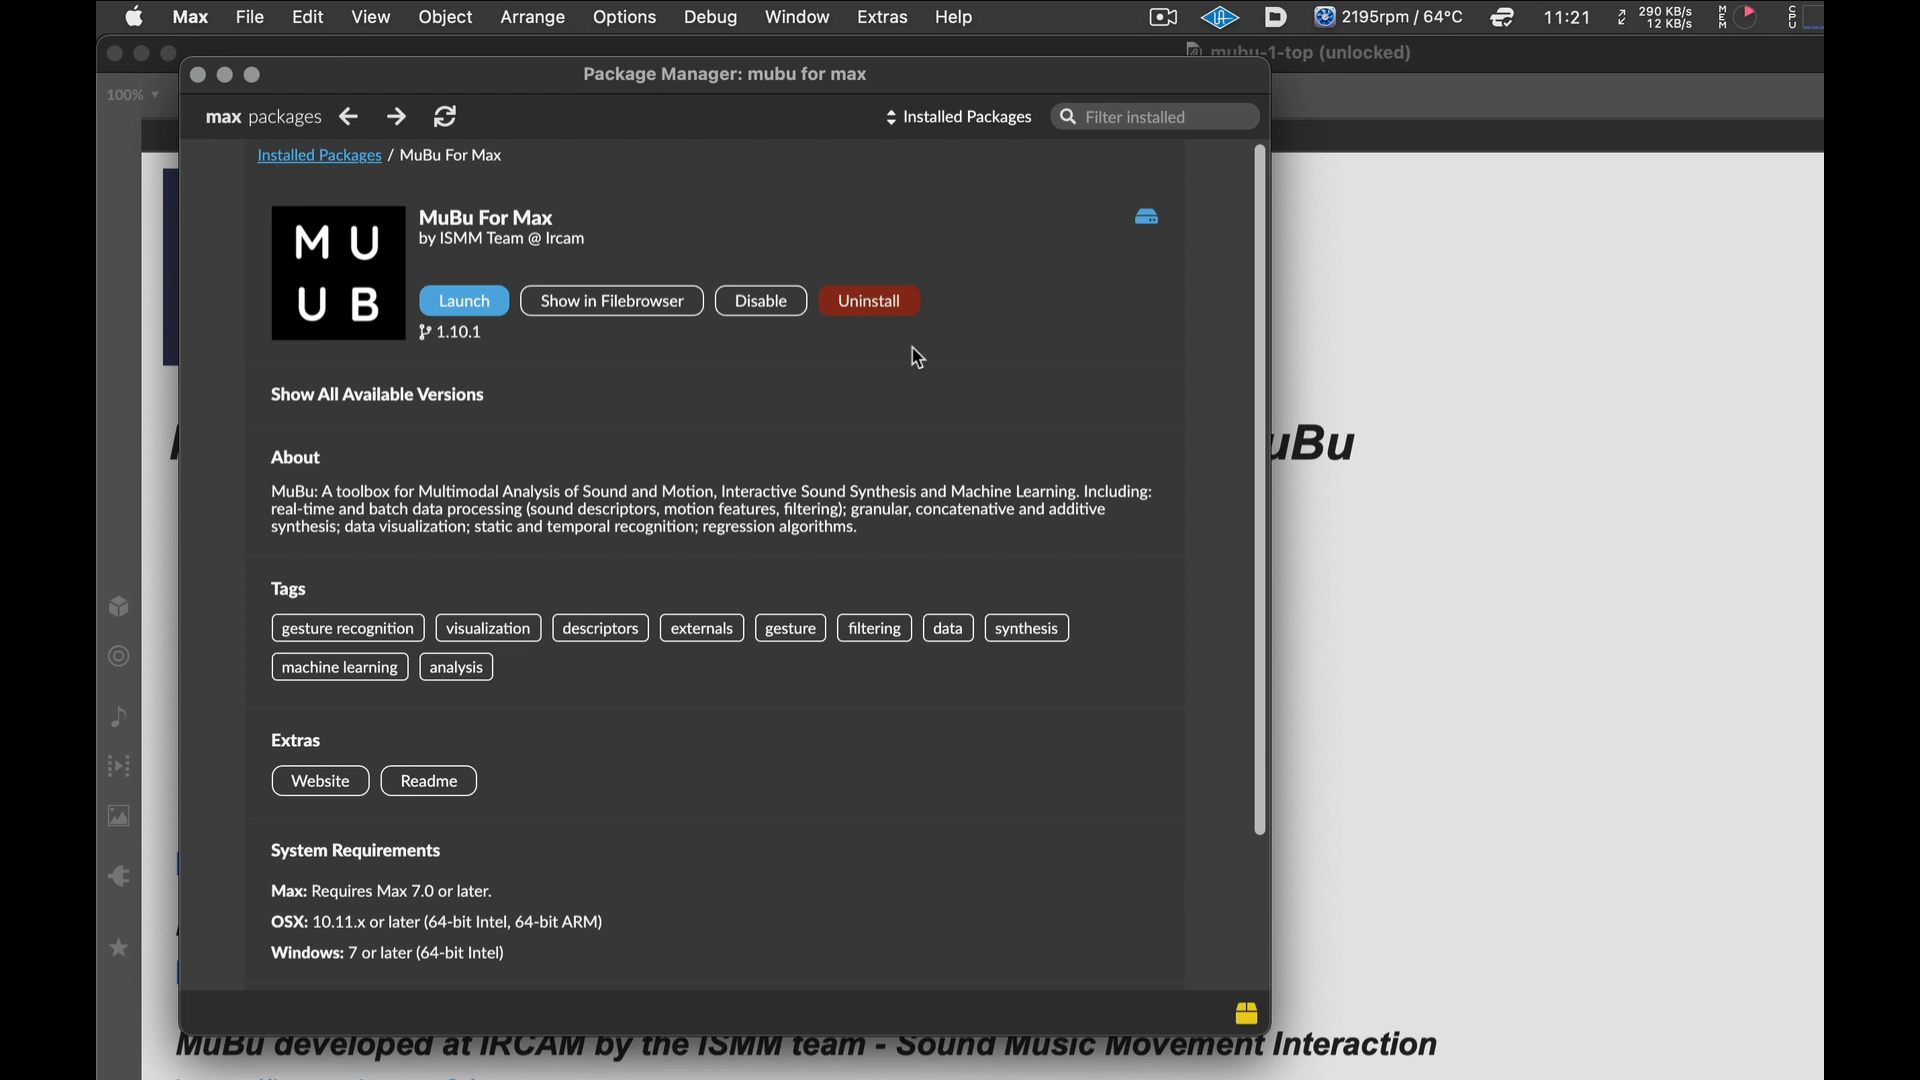 Max File Edit View Object Arrange Options Debug Window Extras Help 2195rpm / 64°C 11:21 290 KB/s 12 KB/s MEM CPU
mubu-1-top (unlocked)
Package Manager: mubu for max
100%
max packages Installed Packages Filter installed
Installed Packages / MuBu For Max
M U
U B
MuBu For Max
by ISMM Team @ Ircam
Launch Show in Filebrowser Disable Uninstall
1.10.1
Show All Available Versions
uBu
About
MuBu: A toolbox for Multimodal Analysis of Sound and Motion, Interactive Sound Synthesis and Machine Learning. Including:
real-time and batch data processing (sound descriptors, motion features, filtering); granular, concatenative and additive
synthesis; data visualization; static and temporal recognition; regression algorithms.
Tags
gesture recognition visualization descriptors externals gesture filtering data synthesis
machine learning analysis
Extras
Website Readme
System Requirements
Max: Requires Max 7.0 or later.
OSX: 10.11.x or later (64-bit Intel, 64-bit ARM)
Windows: 7 or later (64-bit Intel)
MuBu developed at IRCAM by the ISMM team - Sound Music Movement Interaction